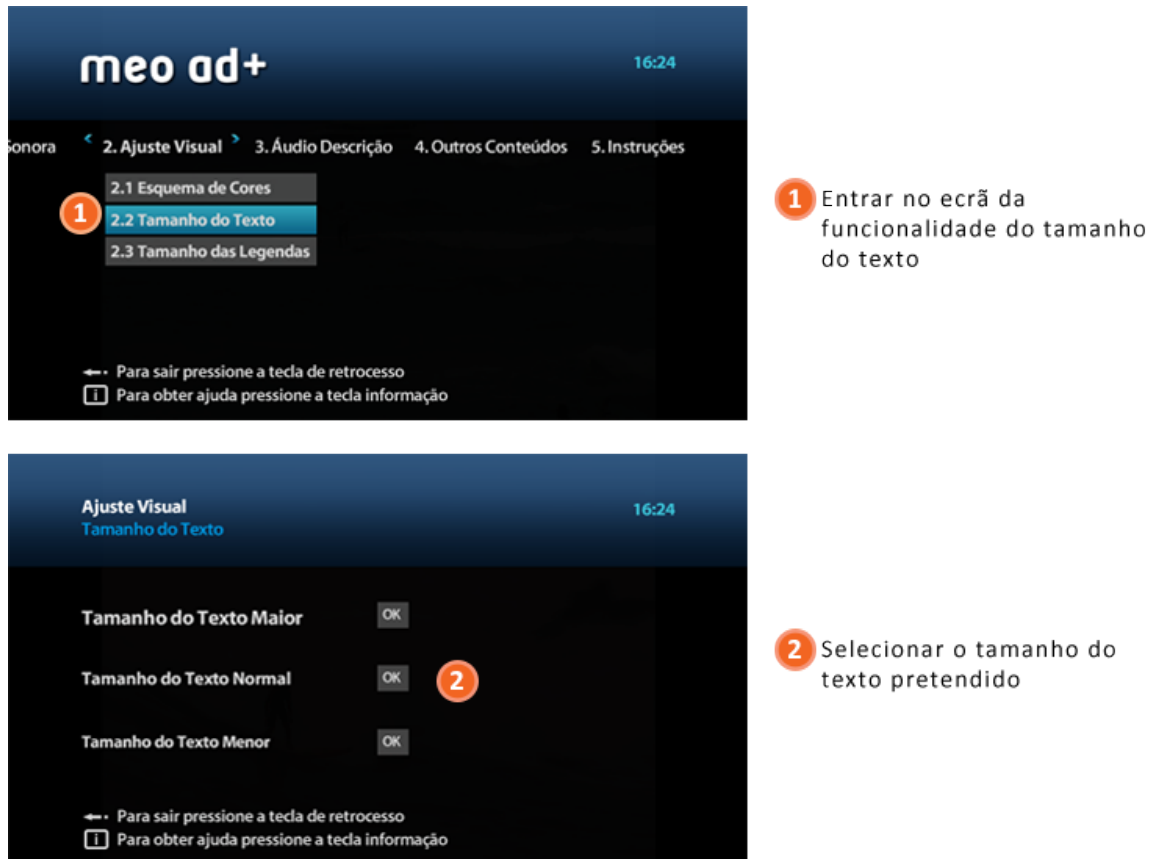 meo ad+
16:24
Sonora < 2. Ajuste Visual > 3. Áudio Descrição 4. Outros Conteúdos 5. Instruções
2.1 Esquema de Cores
1
2.2 Tamanho do Texto
2.3 Tamanho das Legendas
Para sair pressione a tecla de retrocesso
i Para obter ajuda pressione a tecla informação
1 Entrar no ecrã da
funcionalidade do tamanho
do texto
Ajuste Visual
16:24
Tamanho do Texto
Tamanho do Texto Maior OK
Tamanho do Texto Normal OK 2
Tamanho do Texto Menor OK
Para sair pressione a tecla de retrocesso
i Para obter ajuda pressione a tecla informação
2 Selecionar o tamanho do
texto pretendido